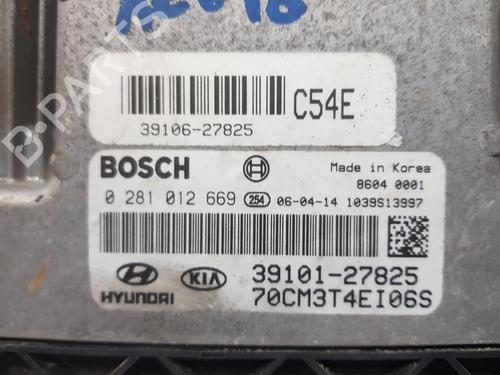 C54E
39106-27825
BOSCH
Made in Korea
8604 0001
0 281 012 669 254 06-04-14 1039S13997
HYUNDAI KIA 39101-27825
70CM3T4EI06S
B-PARTS